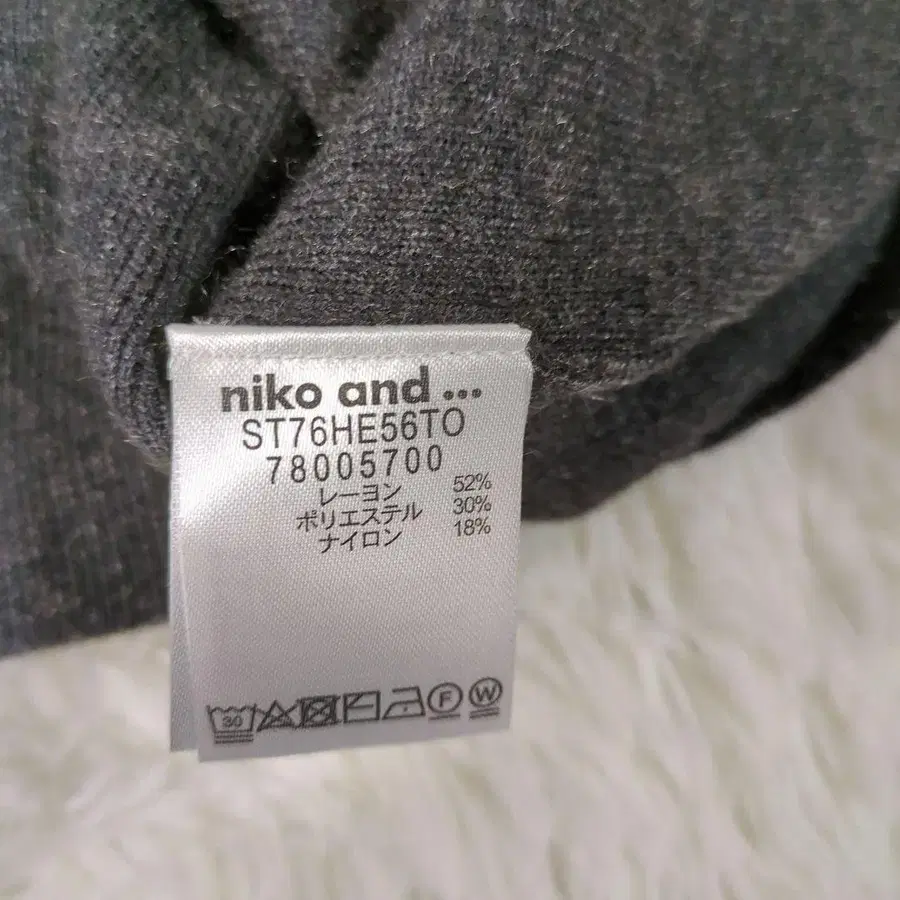 niko and ...
ST76HE56TO
78005700
レーヨン 52%
ポリエステル 30%
ナイロン 18%
30 F W